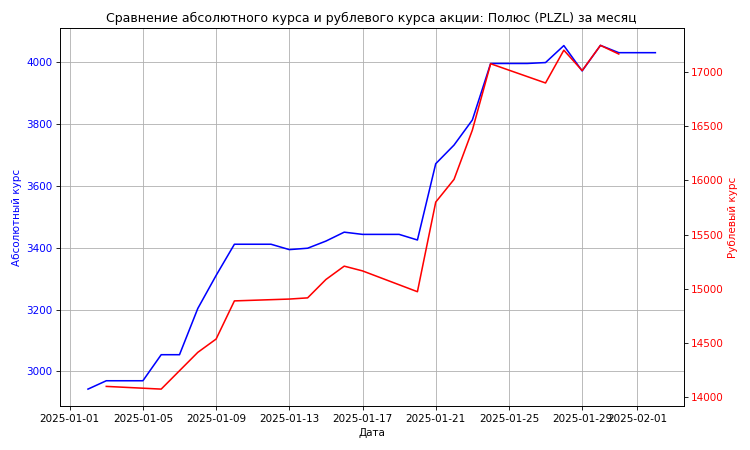 Сравнение абсолютного курса и рублевого курса акции: Полюс (PLZL) за месяц
Абсолютный курс
4000
3800
3600
3400
3200
3000
17000
16500
16000
15500
15000
14500
14000
Рублевый курс
2025-01-01 2025-01-05 2025-01-09 2025-01-13 2025-01-17 2025-01-21 2025-01-25 2025-01-29 2025-02-01
Дата